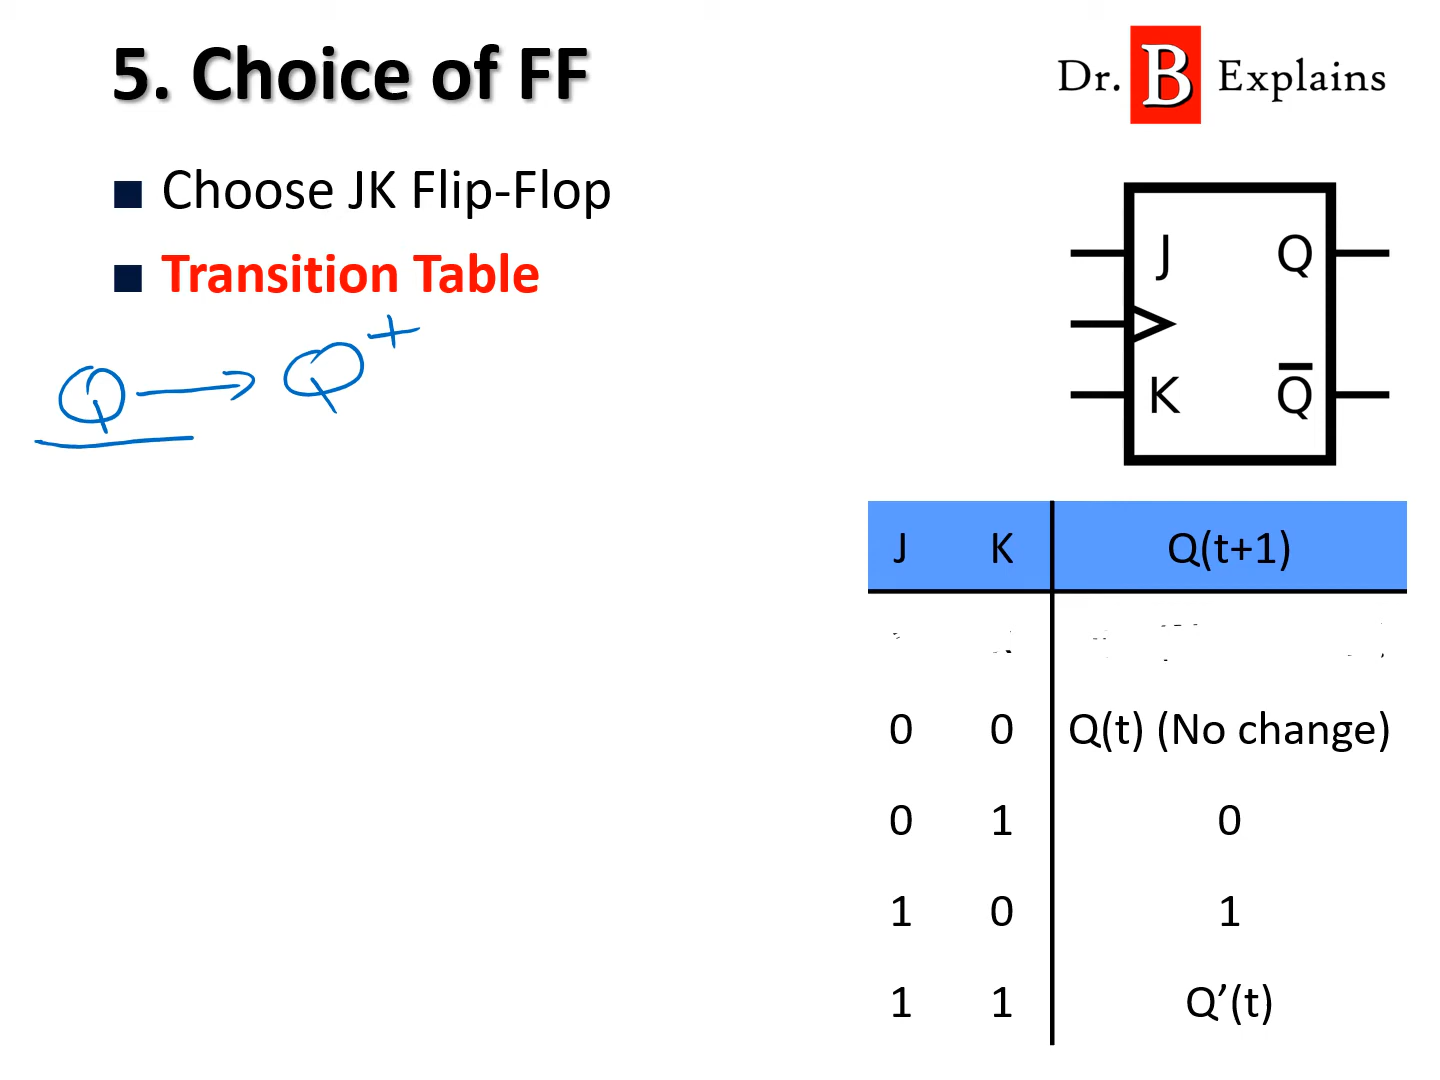 5. Choice of FF
Dr. B Explains
Choose JK Flip-Flop
Transition Table
Q → Q+
J Q
K Q̅
J K Q(t+1)
0 0 Q(t) (No change)
0 1 0
1 0 1
1 1 Q’(t)